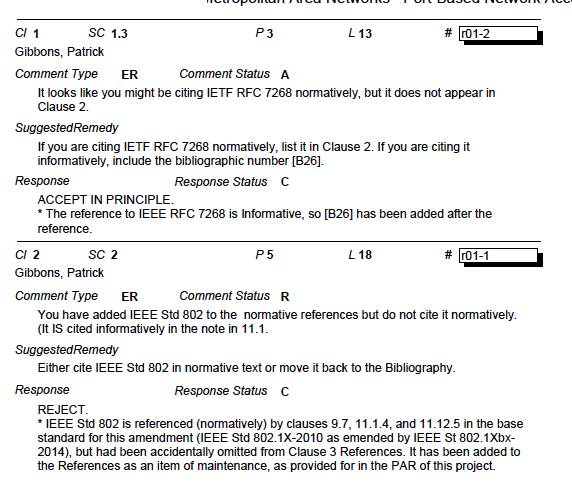 Metropolitan Area Networks - Port-Based Network Acc
Cl 1 SC 1.3 P 3 L 13 # r01-2
Gibbons, Patrick
Comment Type ER Comment Status A
It looks like you might be citing IETF RFC 7268 normatively, but it does not appear in
Clause 2.
SuggestedRemedy
If you are citing IETF RFC 7268 normatively, list it in Clause 2. If you are citing it
informatively, include the bibliographic number [B26].
Response Response Status C
ACCEPT IN PRINCIPLE.
* The reference to IEEE RFC 7268 is Informative, so [B26] has been added after the
reference.
Cl 2 SC 2 P 5 L 18 # r01-1
Gibbons, Patrick
Comment Type ER Comment Status R
You have added IEEE Std 802 to the normative references but do not cite it normatively.
(It IS cited informatively in the note in 11.1.
SuggestedRemedy
Either cite IEEE Std 802 in normative text or move it back to the Bibliography.
Response Response Status C
REJECT.
* IEEE Std 802 is referenced (normatively) by clauses 9.7, 11.1.4, and 11.12.5 in the base
standard for this amendment (IEEE Std 802.1X-2010 as emended by IEEE St 802.1Xbx-
2014), but had been accidently omitted from Clause 3 References. It has been added to
the References as an item of maintenance, as provided for in the PAR of this project.